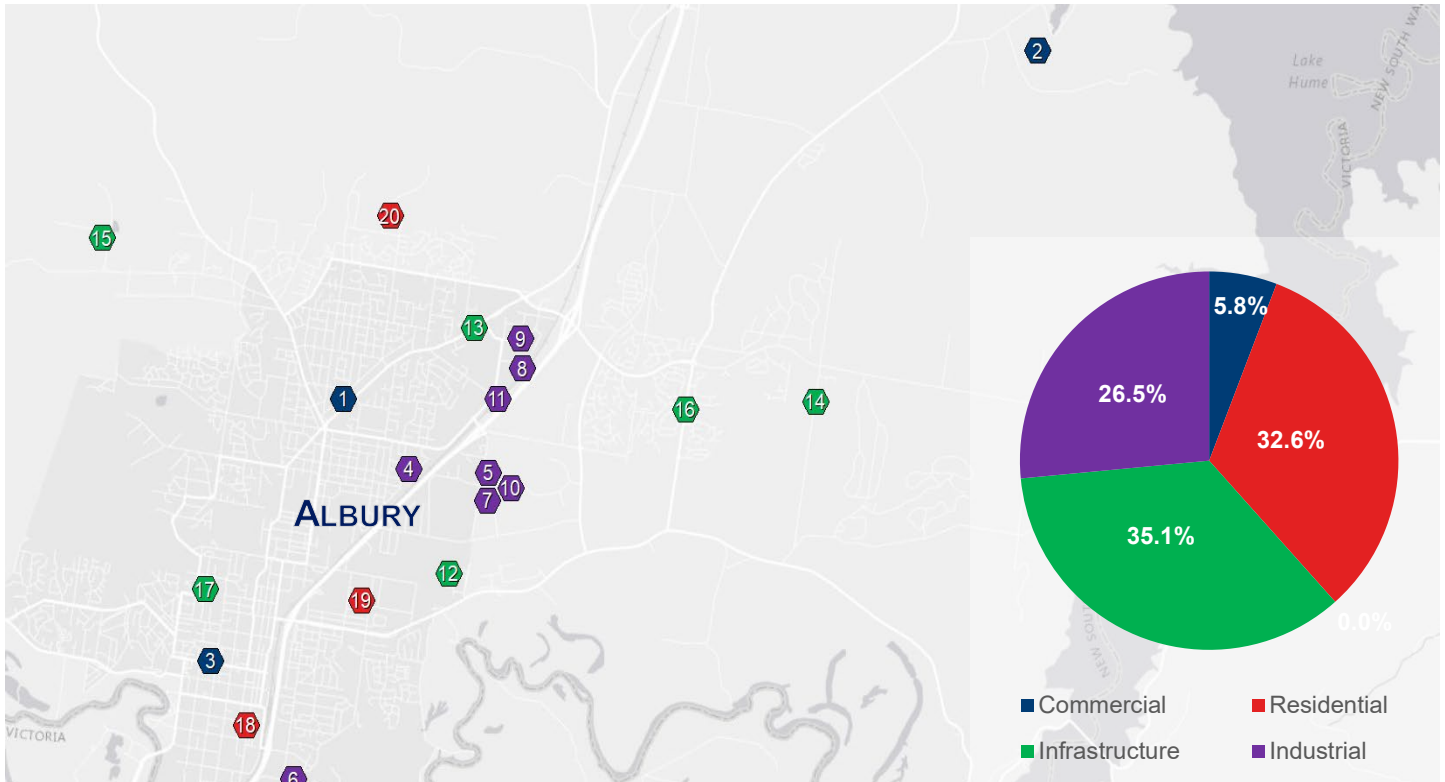 2
Lake
Hume
NEW SOUTH WA
VICTORIA
20
15
13
9
8
1
11
16
14
4
5
10
7
ALBURY
12
17
19
3
18
VICTORIA
6
5.8%
26.5%
32.6%
35.1%
0.0%
NEW SOUT
Commercial
Residential
Infrastructure
Industrial